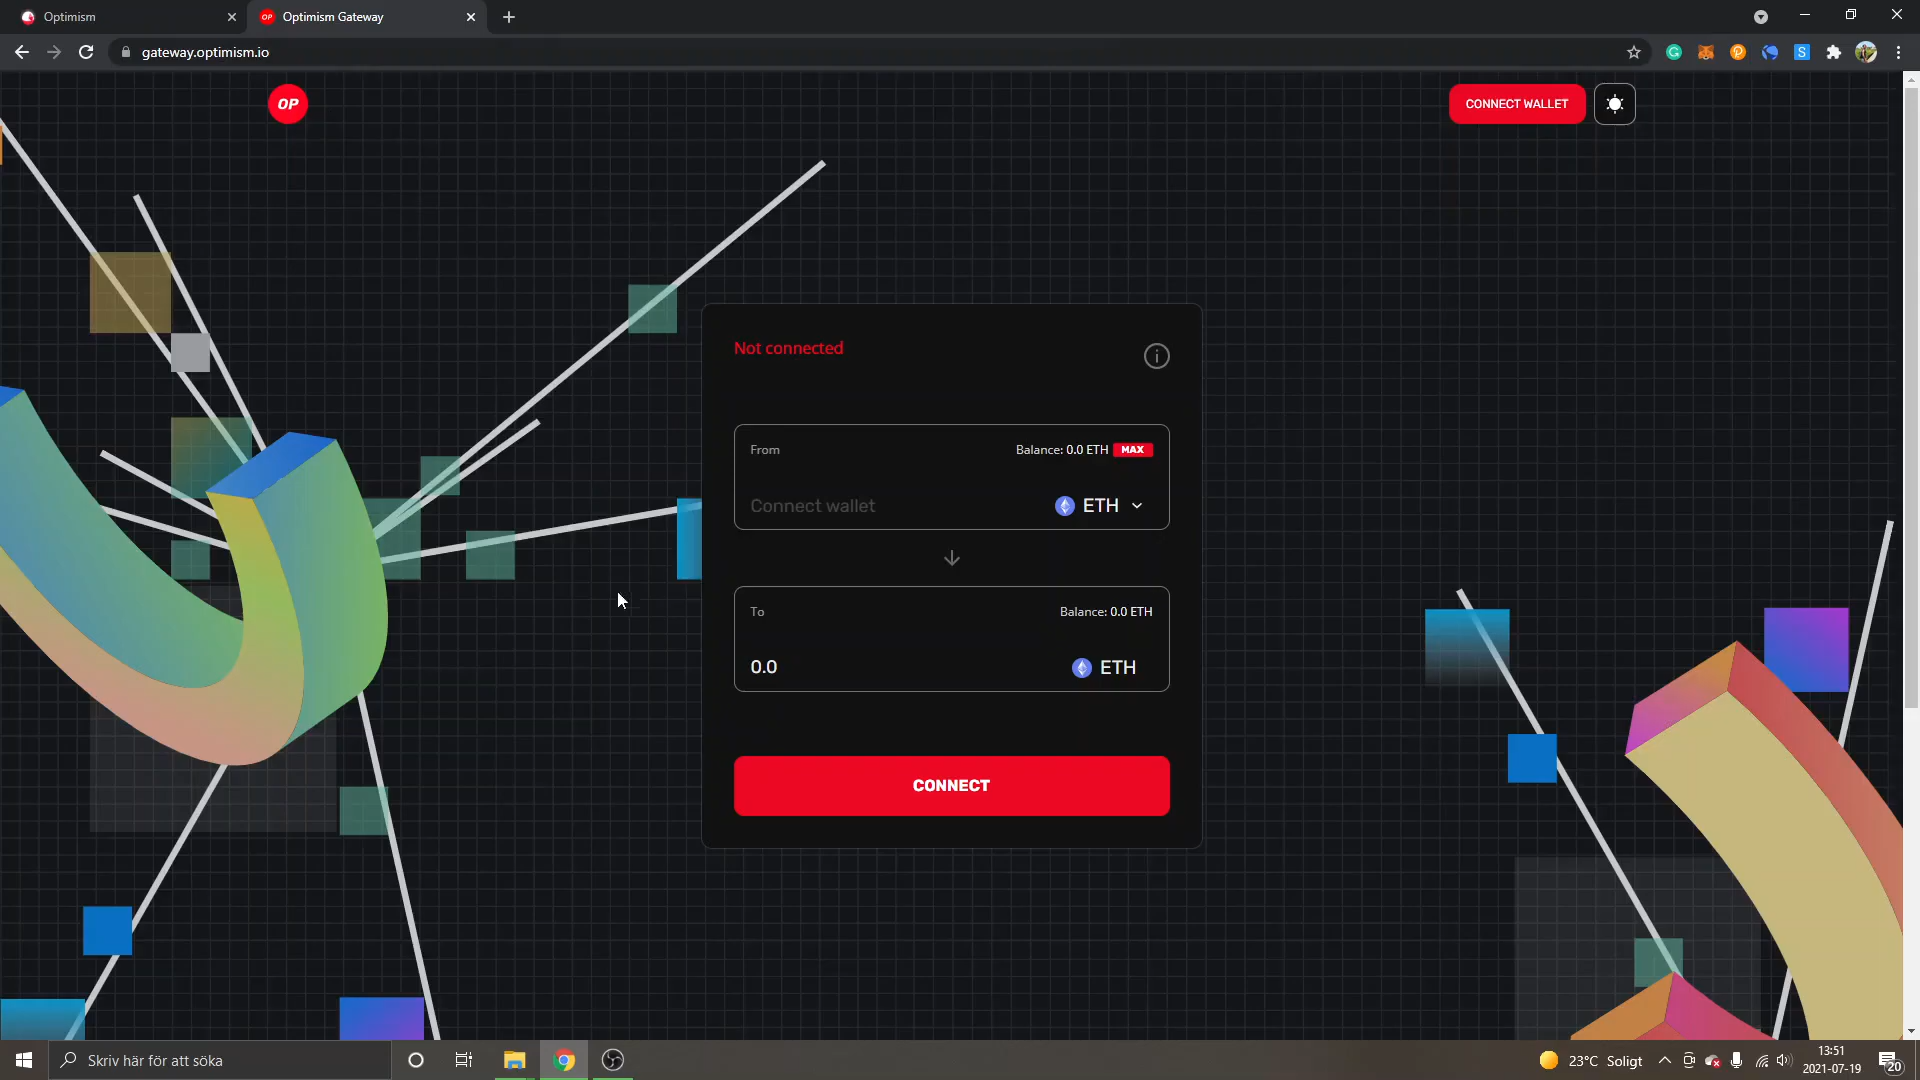 Optimism
OP Optimism Gateway
gateway.optimism.io
S
OP
CONNECT WALLET
Not connected
From
Balance: 0.0 ETH MAX
Connect wallet
ETH
To
Balance: 0.0 ETH
0.0
ETH
CONNECT
Skriv här för att söka
23°C Soligt
13:51
2021-07-19
20